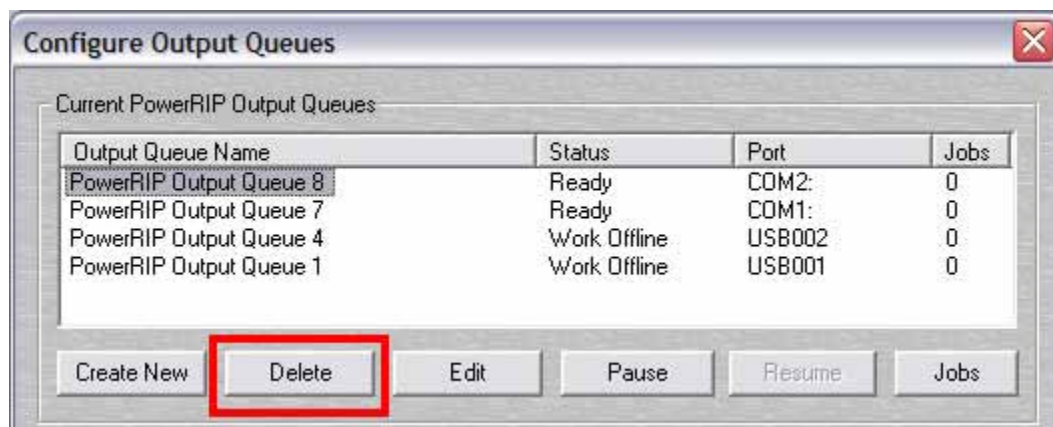 Configure Output Queues
Current PowerRIP Output Queues
Output Queue Name Status Port Jobs
PowerRIP Output Queue 8 Ready COM2: 0
PowerRIP Output Queue 7 Ready COM1: 0
PowerRIP Output Queue 4 Work Offline USB002 0
PowerRIP Output Queue 1 Work Offline USB001 0
Create New Delete Edit Pause Resume Jobs